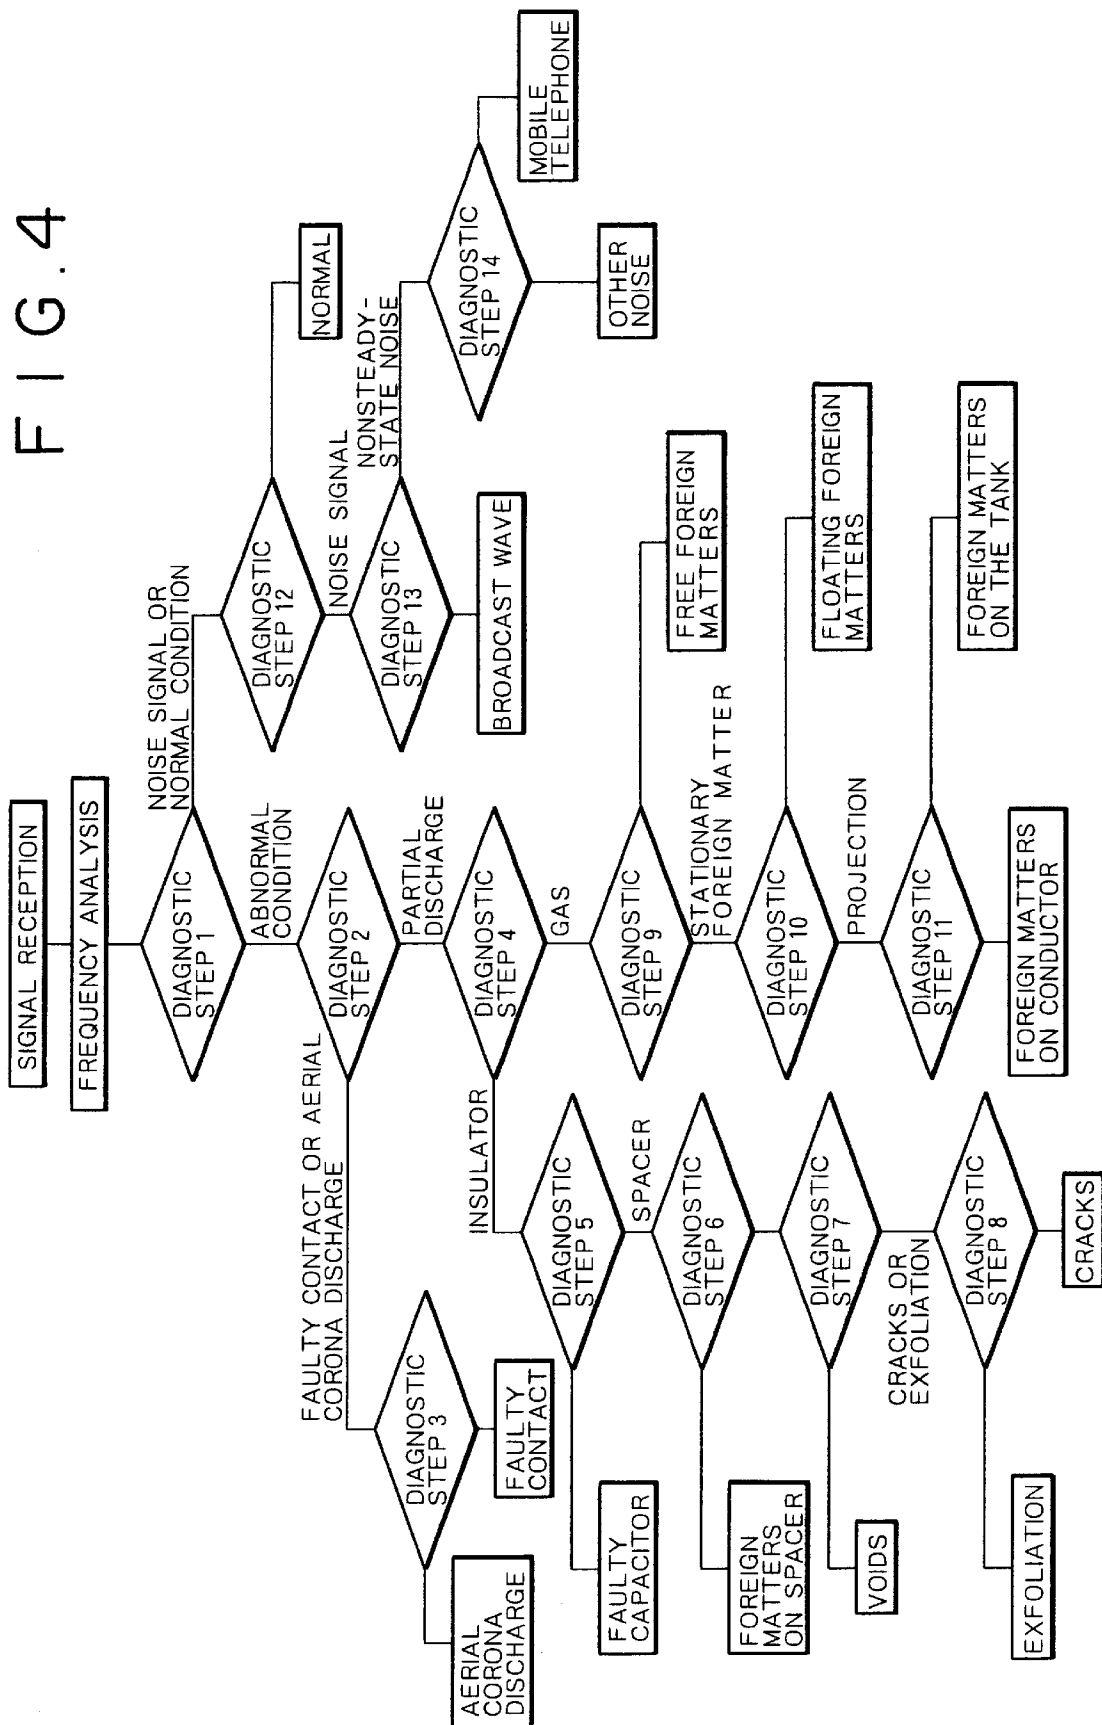 FIG.4
SIGNAL RECEPTION
FREQUENCY ANALYSIS
DIAGNOSTIC
STEP 1
NOISE SIGNAL OR
NORMAL CONDITION
ABNORMAL
CONDITION
DIAGNOSTIC
STEP 12
NORMAL
NOISE SIGNAL
FAULTY CONTACT OR AERIAL
CORONA DISCHARGE
DIAGNOSTIC
STEP 2
PARTIAL
DISCHARGE
DIAGNOSTIC
STEP 13
NONSTEADY-
STATE NOISE
DIAGNOSTIC
STEP 3
DIAGNOSTIC
STEP 14
BROADCAST WAVE
MOBILE
TELEPHONE
OTHER
NOISE
AERIAL
CORONA
DISCHARGE
FAULTY
CONTACT
INSULATOR
DIAGNOSTIC
STEP 4
GAS
DIAGNOSTIC
STEP 5
SPACER
FAULTY
CAPACITOR
DIAGNOSTIC
STEP 9
FREE FOREIGN
MATTERS
STATIONARY
FOREIGN MATTER
DIAGNOSTIC
STEP 6
FOREIGN
MATTERS
ON SPACER
DIAGNOSTIC
STEP 10
FLOATING FOREIGN
MATTERS
PROJECTION
DIAGNOSTIC
STEP 7
VOIDS
CRACKS OR
EXFOLIATION
DIAGNOSTIC
STEP 11
FOREIGN MATTERS
ON THE TANK
DIAGNOSTIC
STEP 8
EXFOLIATION
CRACKS
FOREIGN MATTERS
ON CONDUCTOR